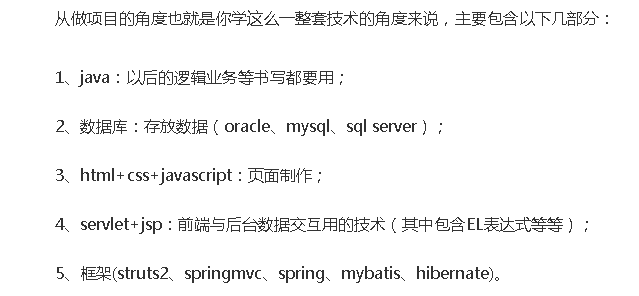 从做项目的角度也就是你学这么一整套技术的角度来说，主要包含以下几部分：
1、java：以后的逻辑业务等书写都要用；
2、数据库：存放数据（oracle、mysql、sql server）；
3、html+css+javascript：页面制作；
4、servlet+jsp：前端与后台数据交互用的技术（其中包含EL表达式等等）；
5、框架(struts2、springmvc、spring、mybatis、hibernate)。